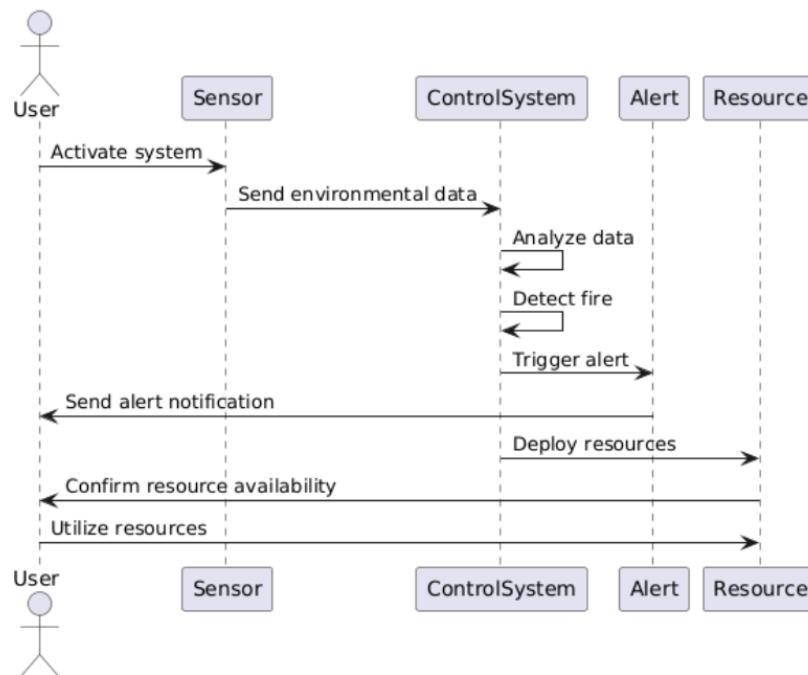 User
Sensor
ControlSystem
Alert
Resource
Activate system
Send environmental data
Analyze data
Detect fire
Trigger alert
Send alert notification
Deploy resources
Confirm resource availability
Utilize resources
User
Sensor
ControlSystem
Alert
Resource